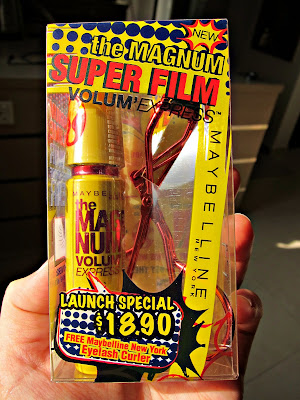 NEW
the MAGNUM
SUPER FILM
VOLUM'EXPRESS™
MAYBELLINE
NEW YORK
MAYBELLINE
the
MAG
NUM
VOLUM'
EXPRESS
LAUNCH SPECIAL
$18.90
FREE Maybelline New York
Eyelash Curler